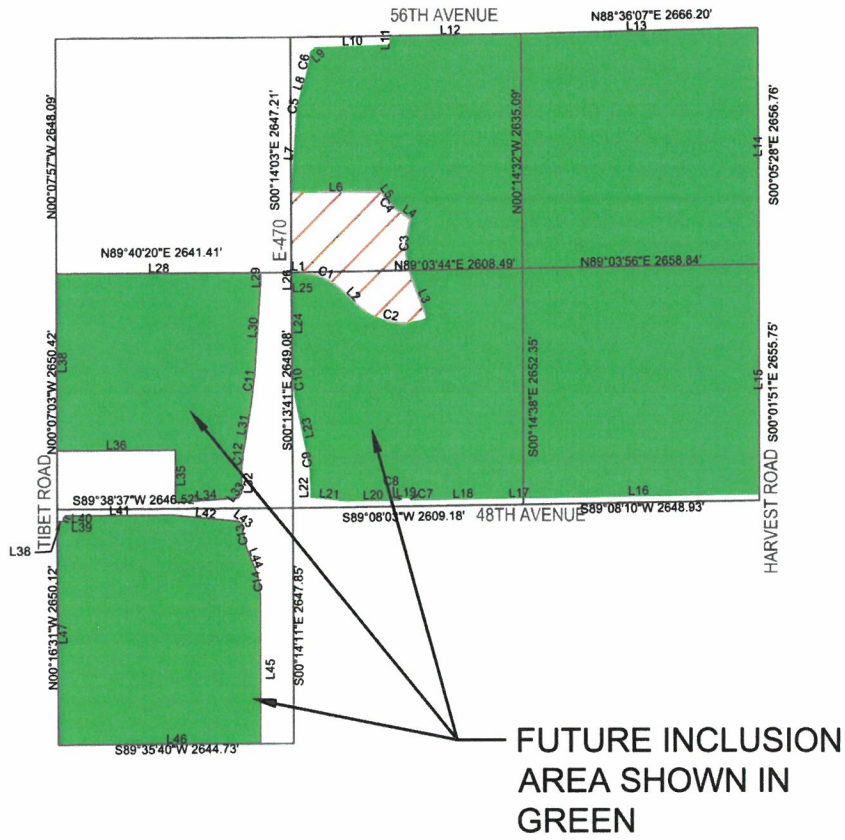 56TH AVENUE
N88°36'07"E 2666.20'
L10
L11
L12
L13
L9
C6
L8
C5
L7
N00°07'57"W 2648.09'
S00°14'03"E 2647.21'
N00°14'32"W 2635.09'
L14
S00°05'28"E 2656.76'
L6
L5
C4
L4
C3
E-470
N89°40'20"E 2641.41'
L28
L29
L26
L1
L25
C1
N89°03'44"E 2608.49'
N89°03'56"E 2658.84'
L2
C2
L3
L24
L30
L38
N00°07'03"W 2650.42'
C11
S00°13'41"E 2649.08'
C10
S00°14'38"E 2652.35'
L15
S00°01'51"E 2655.75'
L31
L23
L36
C12
C9
L35
L32
L22
L33
L34
S89°38'37"W 2646.52'
L21
L20
C8
L19
C7
L18
L17
L16
TIBET ROAD
L41
L42
L43
L40
L39
S89°08'03"W 2609.18'
48TH AVENUE
S89°08'10"W 2648.93'
HARVEST ROAD
L38
C13
L44
C14
N00°16'31"W 2650.12'
L47
L45
S00°14'11"E 2647.85'
L46
S89°35'40"W 2644.73'
FUTURE INCLUSION
AREA SHOWN IN
GREEN